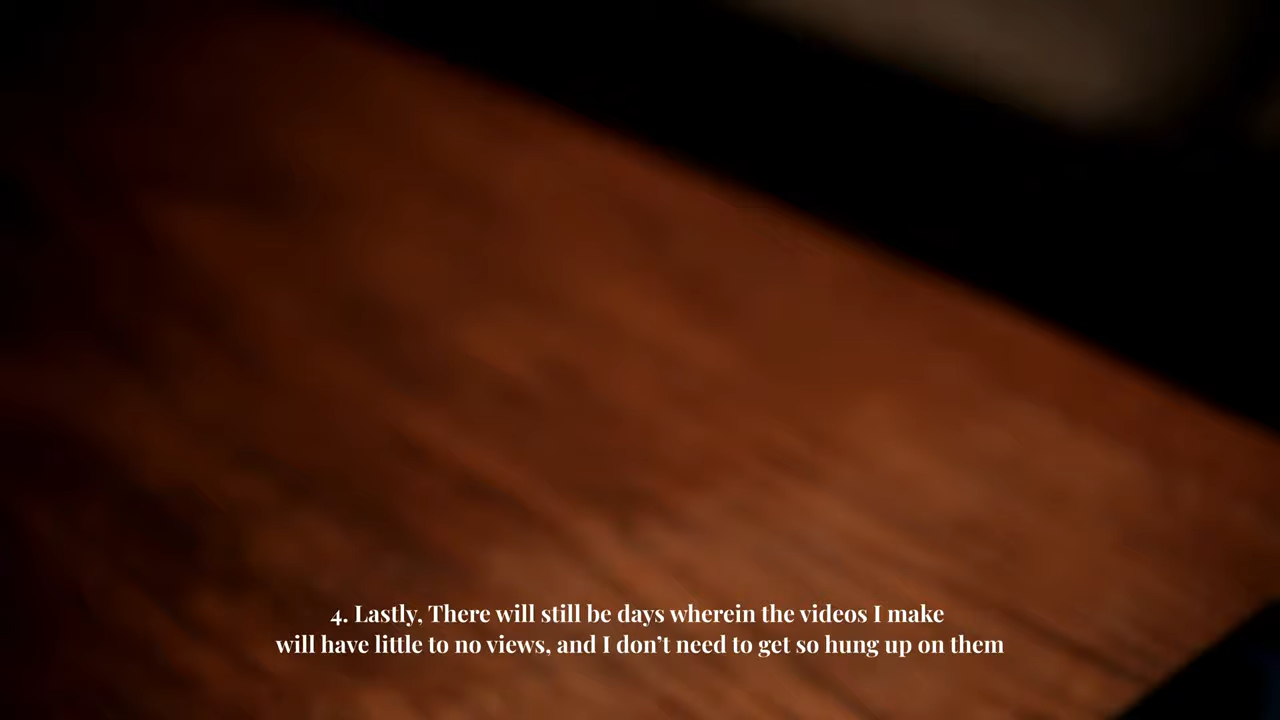 4. Lastly, There will still be days wherein the videos I make
will have little to no views, and I don’t need to get so hung up on them